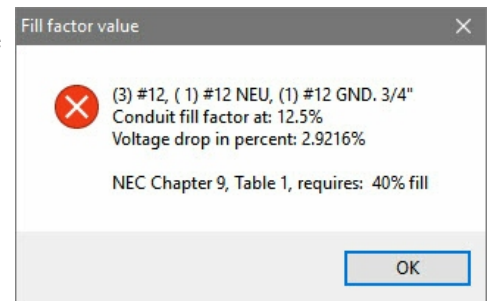 Fill factor value
(3) #12, ( 1) #12 NEU, (1) #12 GND. 3/4"
Conduit fill factor at: 12.5%
Voltage drop in percent: 2.9216%
NEC Chapter 9, Table 1, requires:  40% fill
OK